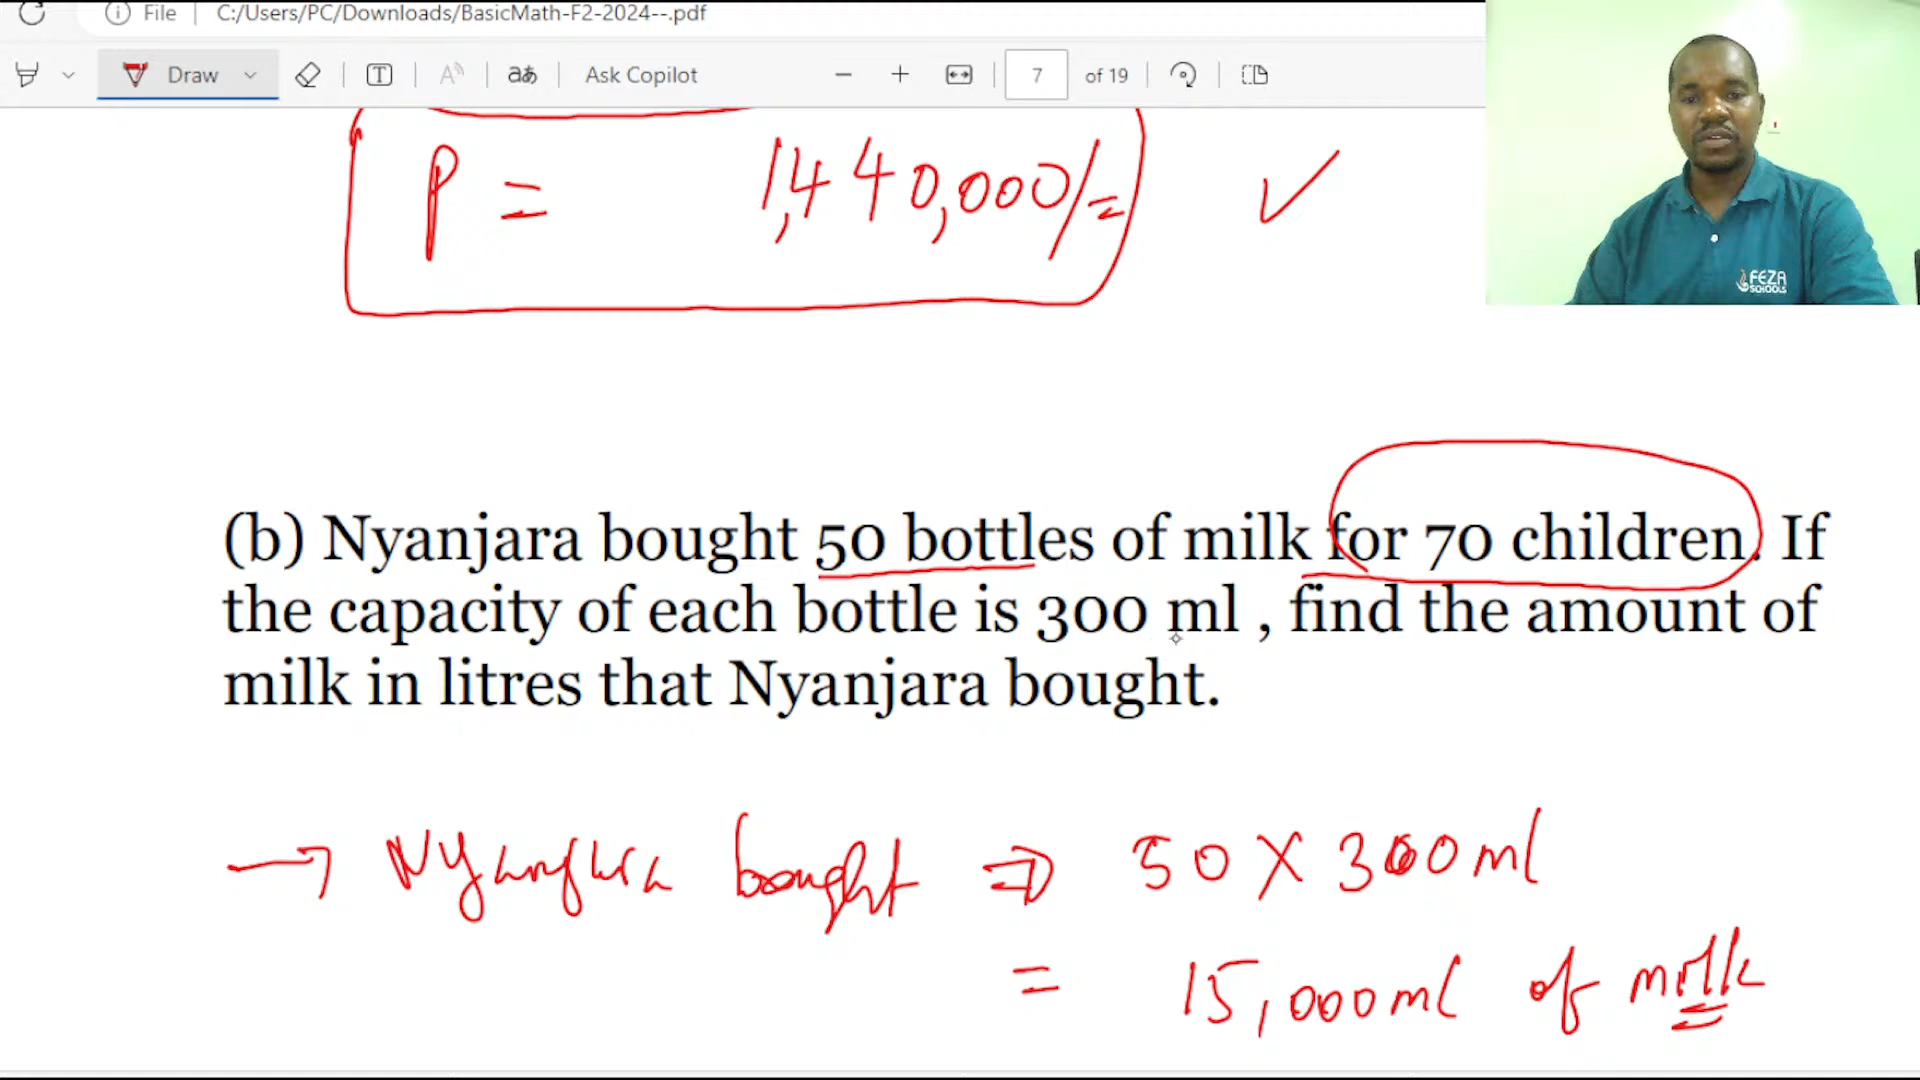 File C:/Users/PC/Downloads/BasicMath-F2-2024--.pdf
Draw T A aあ Ask Copilot 7 of 19
P = 1,440,000/=
FEZA
SCHOOLS
(b) Nyanjara bought 50 bottles of milk for 70 children. If
the capacity of each bottle is 300 ml , find the amount of
milk in litres that Nyanjara bought.
→ Nyanjara bought ⇒ 50 X 300ml
= 15,000ml of milk